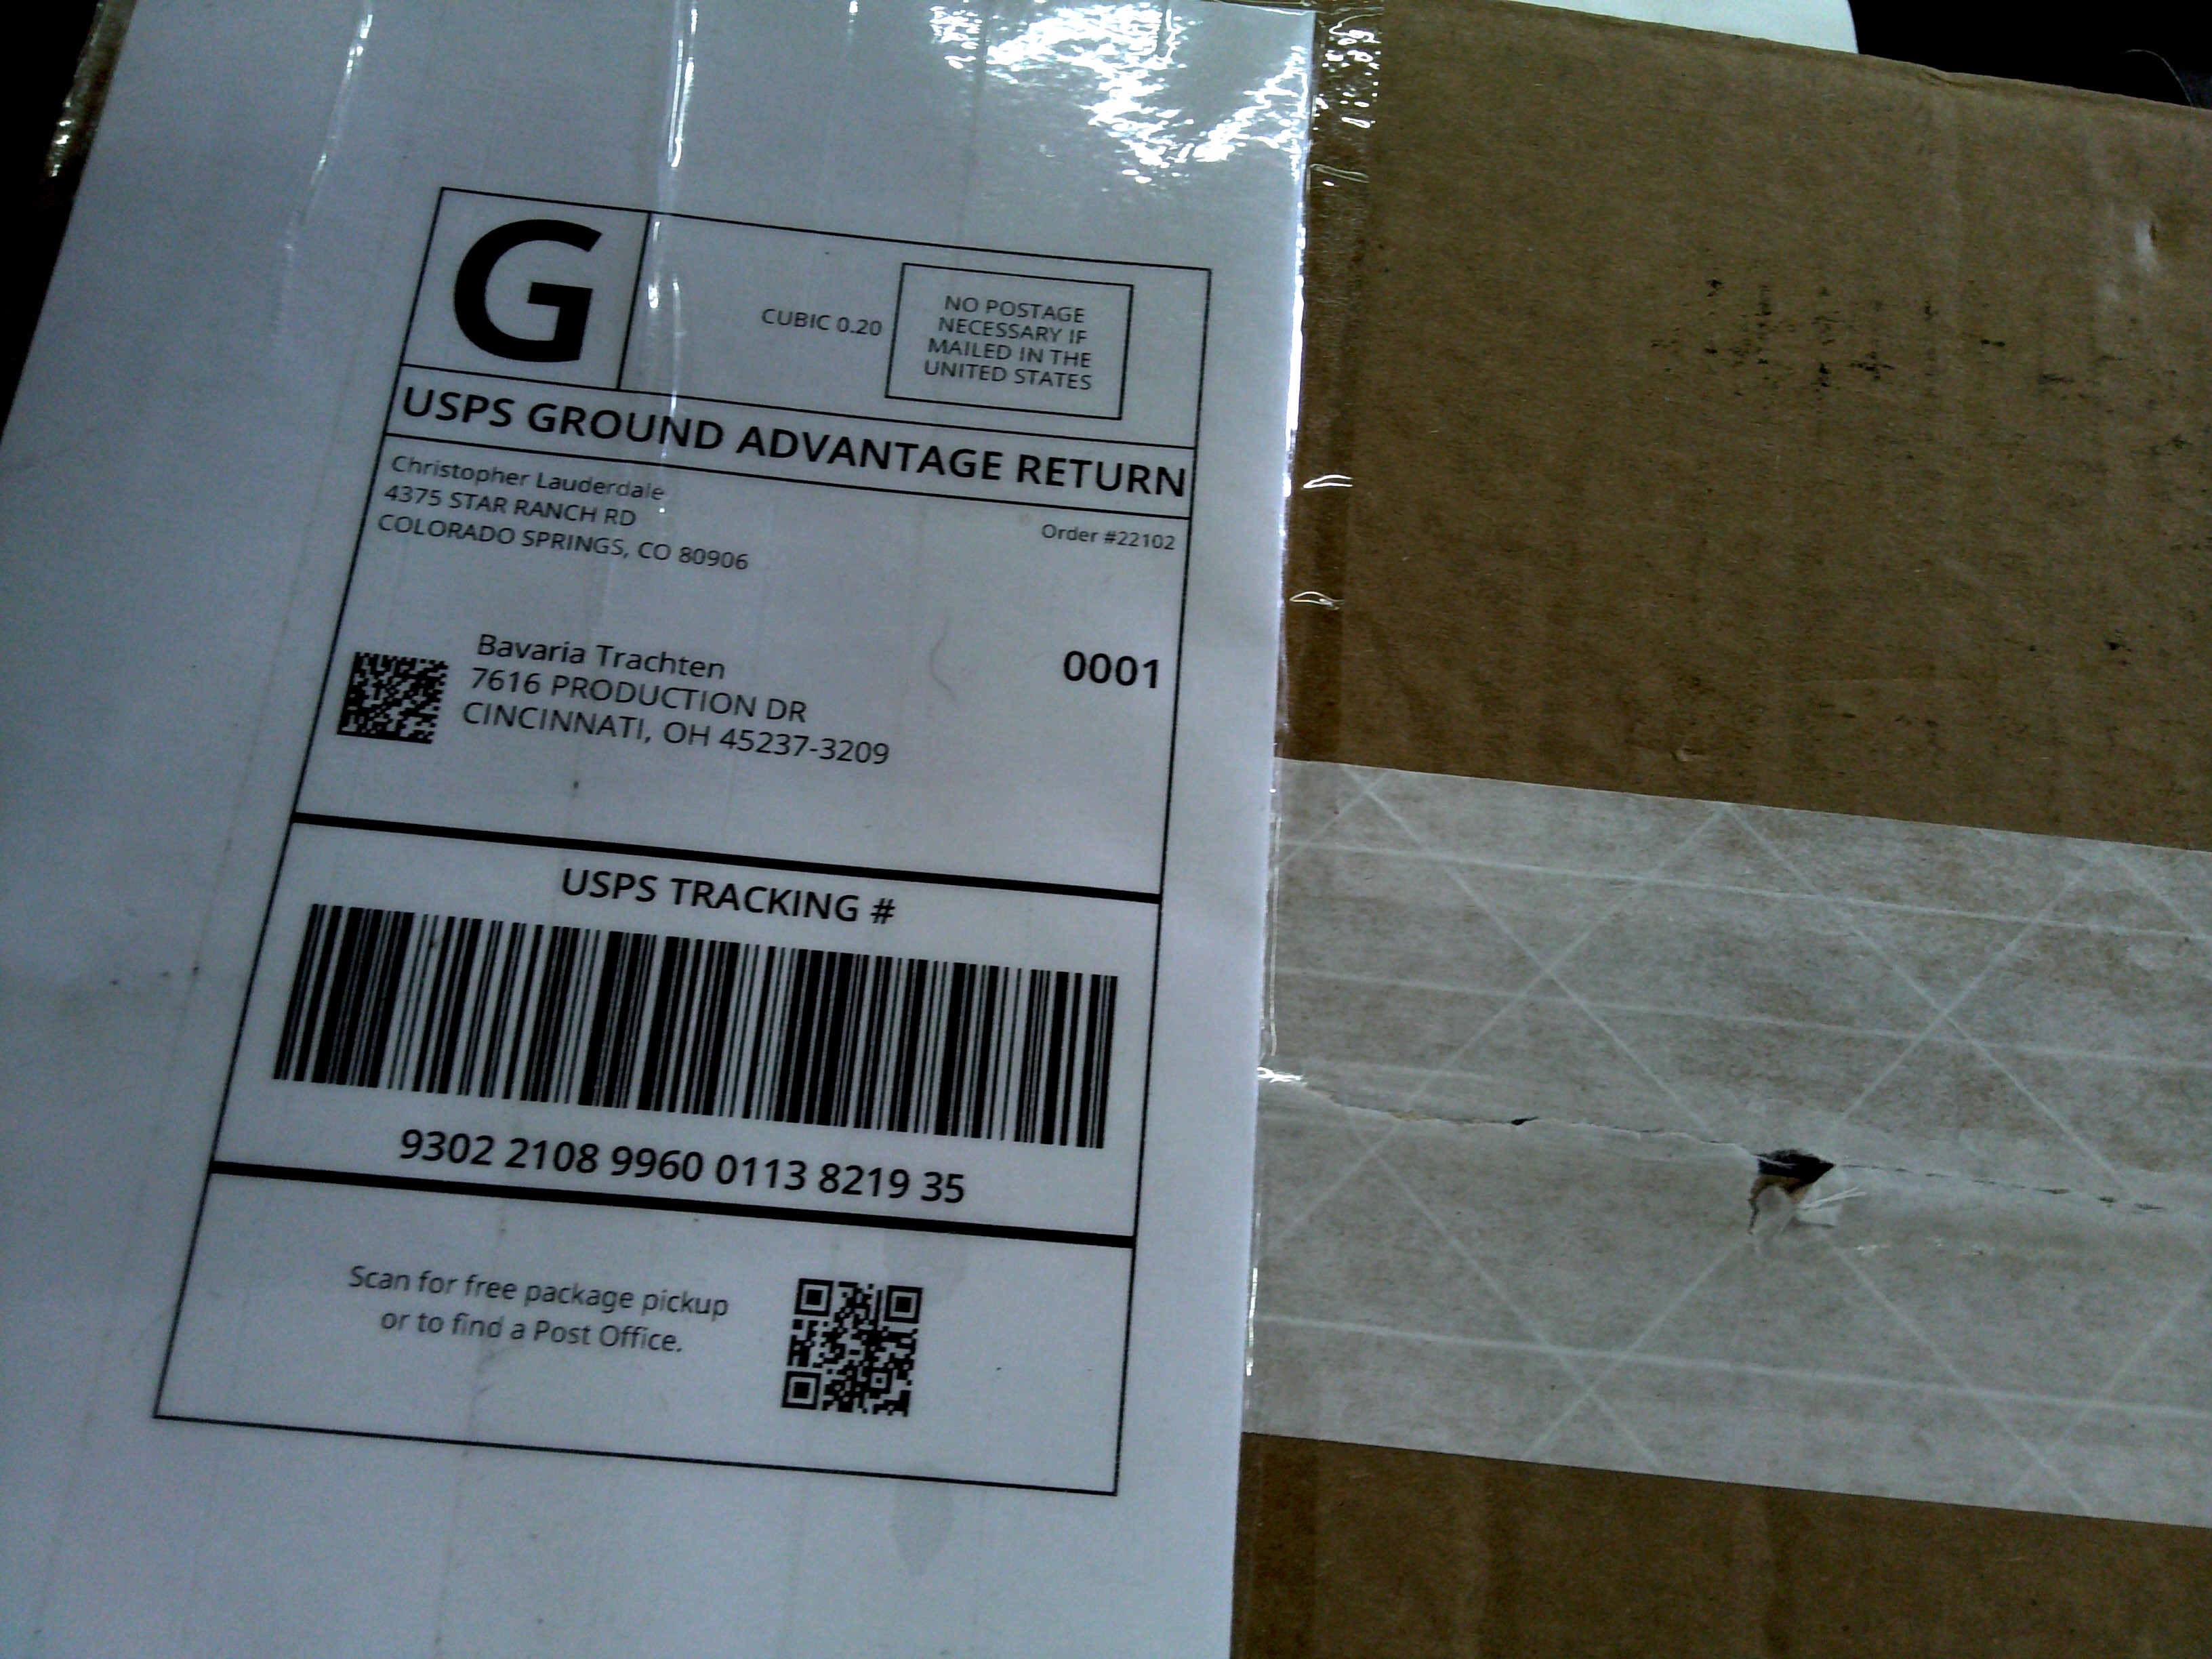 G
CUBIC 0.20
NO POSTAGE
NECESSARY IF
MAILED IN THE
UNITED STATES
USPS GROUND ADVANTAGE RETURN
Christopher Lauderdale
4375 STAR RANCH RD
COLORADO SPRINGS, CO 80906
Order #22102
0001
Bavaria Trachten
7616 PRODUCTION DR
CINCINNATI, OH 45237-3209
USPS TRACKING #
9302 2108 9960 0113 8219 35
Scan for free package pickup
or to find a Post Office.